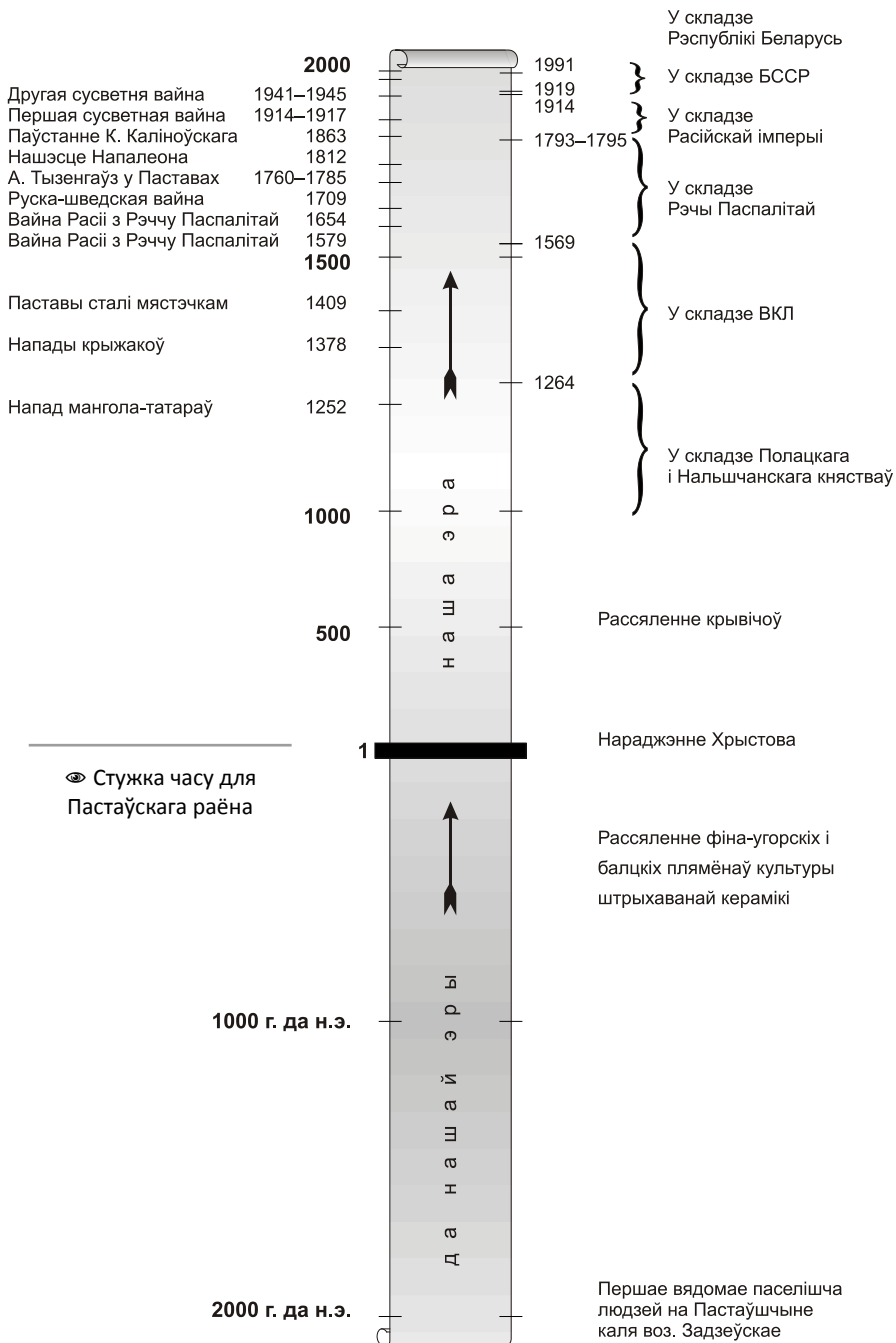 У складзе
Рэспублікі Беларусь
2000
1991
У складзе БССР
Другая сусветня вайна 1941–1945
1919
Першая сусветная вайна 1914–1917
1914
У складзе
Расійскай імперыі
Паўстанне К. Каліноўскага 1863
1793–1795
Нашэсце Напалеона 1812
А. Тызенгаўз у Паставах 1760–1785
У складзе
Рэчы Паспалітай
Руска-шведская вайна 1709
Вайна Расіі з Рэччу Паспалітай 1654
Вайна Расіі з Рэччу Паспалітай 1579
1569
1500
Паставы сталі мястэчкам 1409
У складзе ВКЛ
Напады крыжакоў 1378
1264
Напад мангола-татараў 1252
У складзе Полацкага
і Нальшчанскага княстваў
1000
наша эра
500
Рассяленне крывічоў
1
Нараджэнне Хрыстова
Стужка часу для
Пастаўскага раёна
Рассяленне фіна-угорскіх і
балцкіх плямёнаў культуры
штрыхаванай керамікі
1000 г. да н.э.
да нашай эры
2000 г. да н.э.
Першае вядомае паселішча
людзей на Пастаўшчыне
каля воз. Задзеўскае